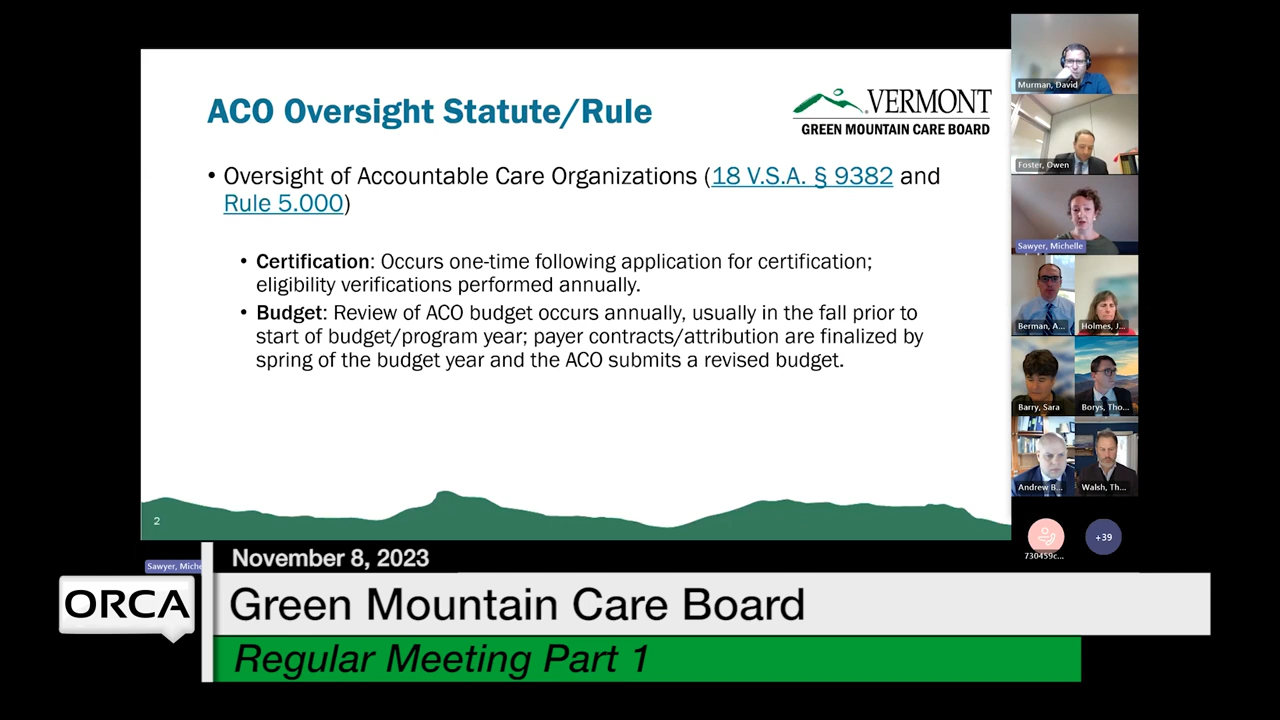 ACO Oversight Statute/Rule
VERMONT
GREEN MOUNTAIN CARE BOARD
• Oversight of Accountable Care Organizations (18 V.S.A. § 9382 and
Rule 5.000)
• Certification: Occurs one-time following application for certification;
eligibility verifications performed annually.
• Budget: Review of ACO budget occurs annually, usually in the fall prior to
start of budget/program year; payer contracts/attribution are finalized by
spring of the budget year and the ACO submits a revised budget.
2
Murman, David
Foster, Owen
Sawyer, Michelle
Berman, A...
Holmes, J...
Barry, Sara
Borys, Tho...
Andrew B...
Walsh, Th...
730459c...
+39
Sawyer, Miche
November 8, 2023
ORCA
Green Mountain Care Board
Regular Meeting Part 1